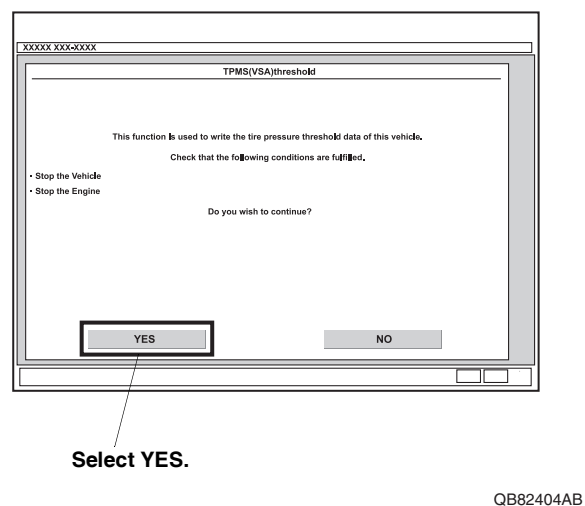 XXXXX XXX-XXXX
TPMS(VSA)threshold
This function is used to write the tire pressure threshold data of this vehicle.
Check that the following conditions are fulfilled.
• Stop the Vehicle
• Stop the Engine
Do you wish to continue?
YES NO
Select YES.
QB82404AB